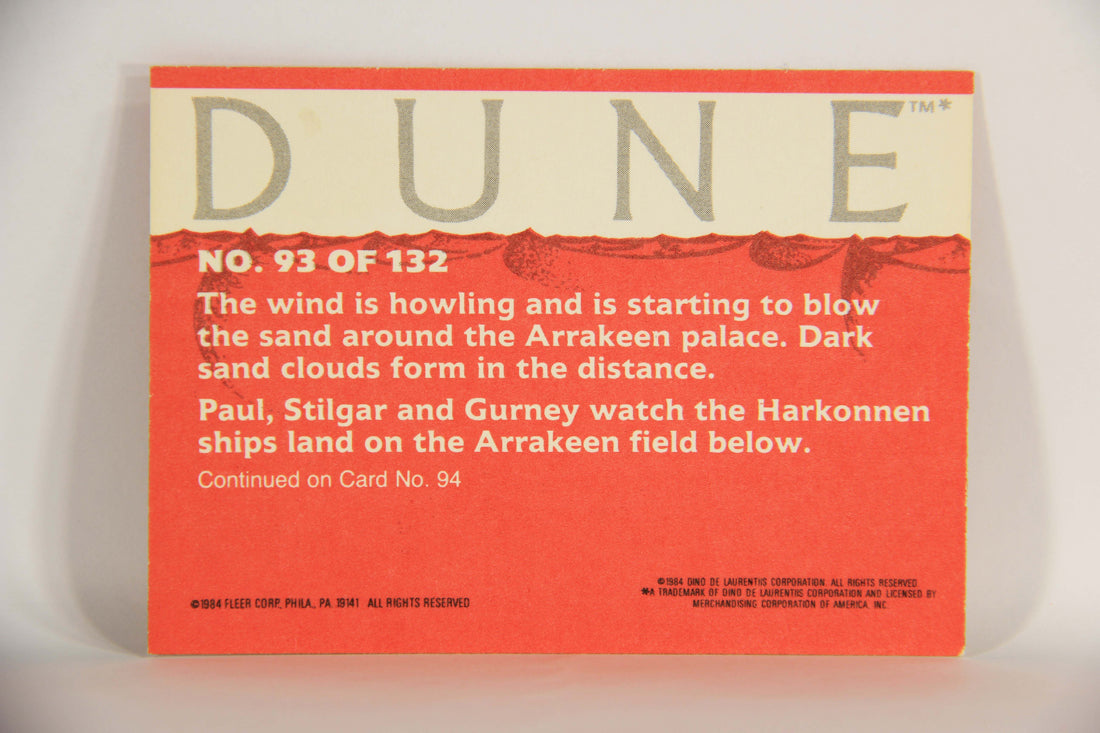 DUNE™*
NO. 93 OF 132
The wind is howling and is starting to blow
the sand around the Arrakeen palace. Dark
sand clouds form in the distance.
Paul, Stilgar and Gurney watch the Harkonnen
ships land on the Arrakeen field below.
Continued on Card No. 94
©1984 FLEER CORP., PHILA., PA. 19141 ALL RIGHTS RESERVED
©1984 DINO DE LAURENTIIS CORPORATION. ALL RIGHTS RESERVED
*A TRADEMARK OF DINO DE LAURENTIIS CORPORATION AND LICENSED BY
MERCHANDISING CORPORATION OF AMERICA, INC.